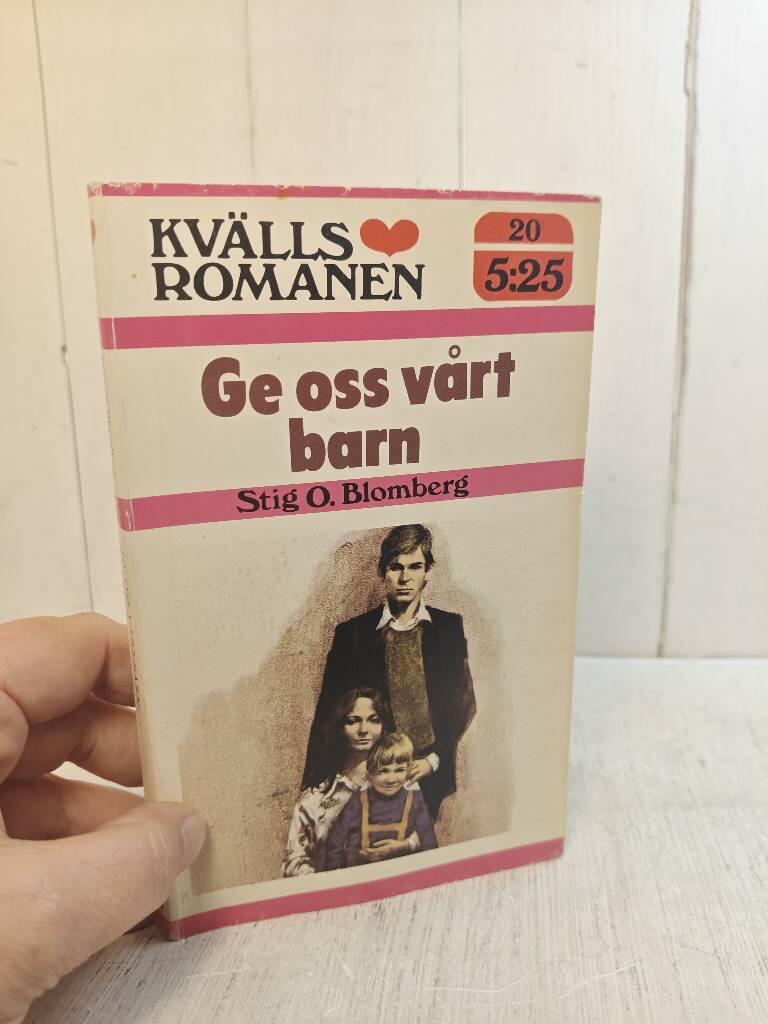 KVÄLLS
ROMANEN
20
5:25
Ge oss vårt
barn
Stig O. Blomberg